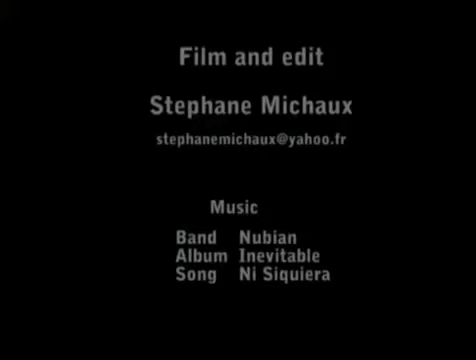 Film and edit
Stephane Michaux
stephanemichaux@yahoo.fr
Music
Band Nubian
Album Inevitable
Song Ni Siquiera